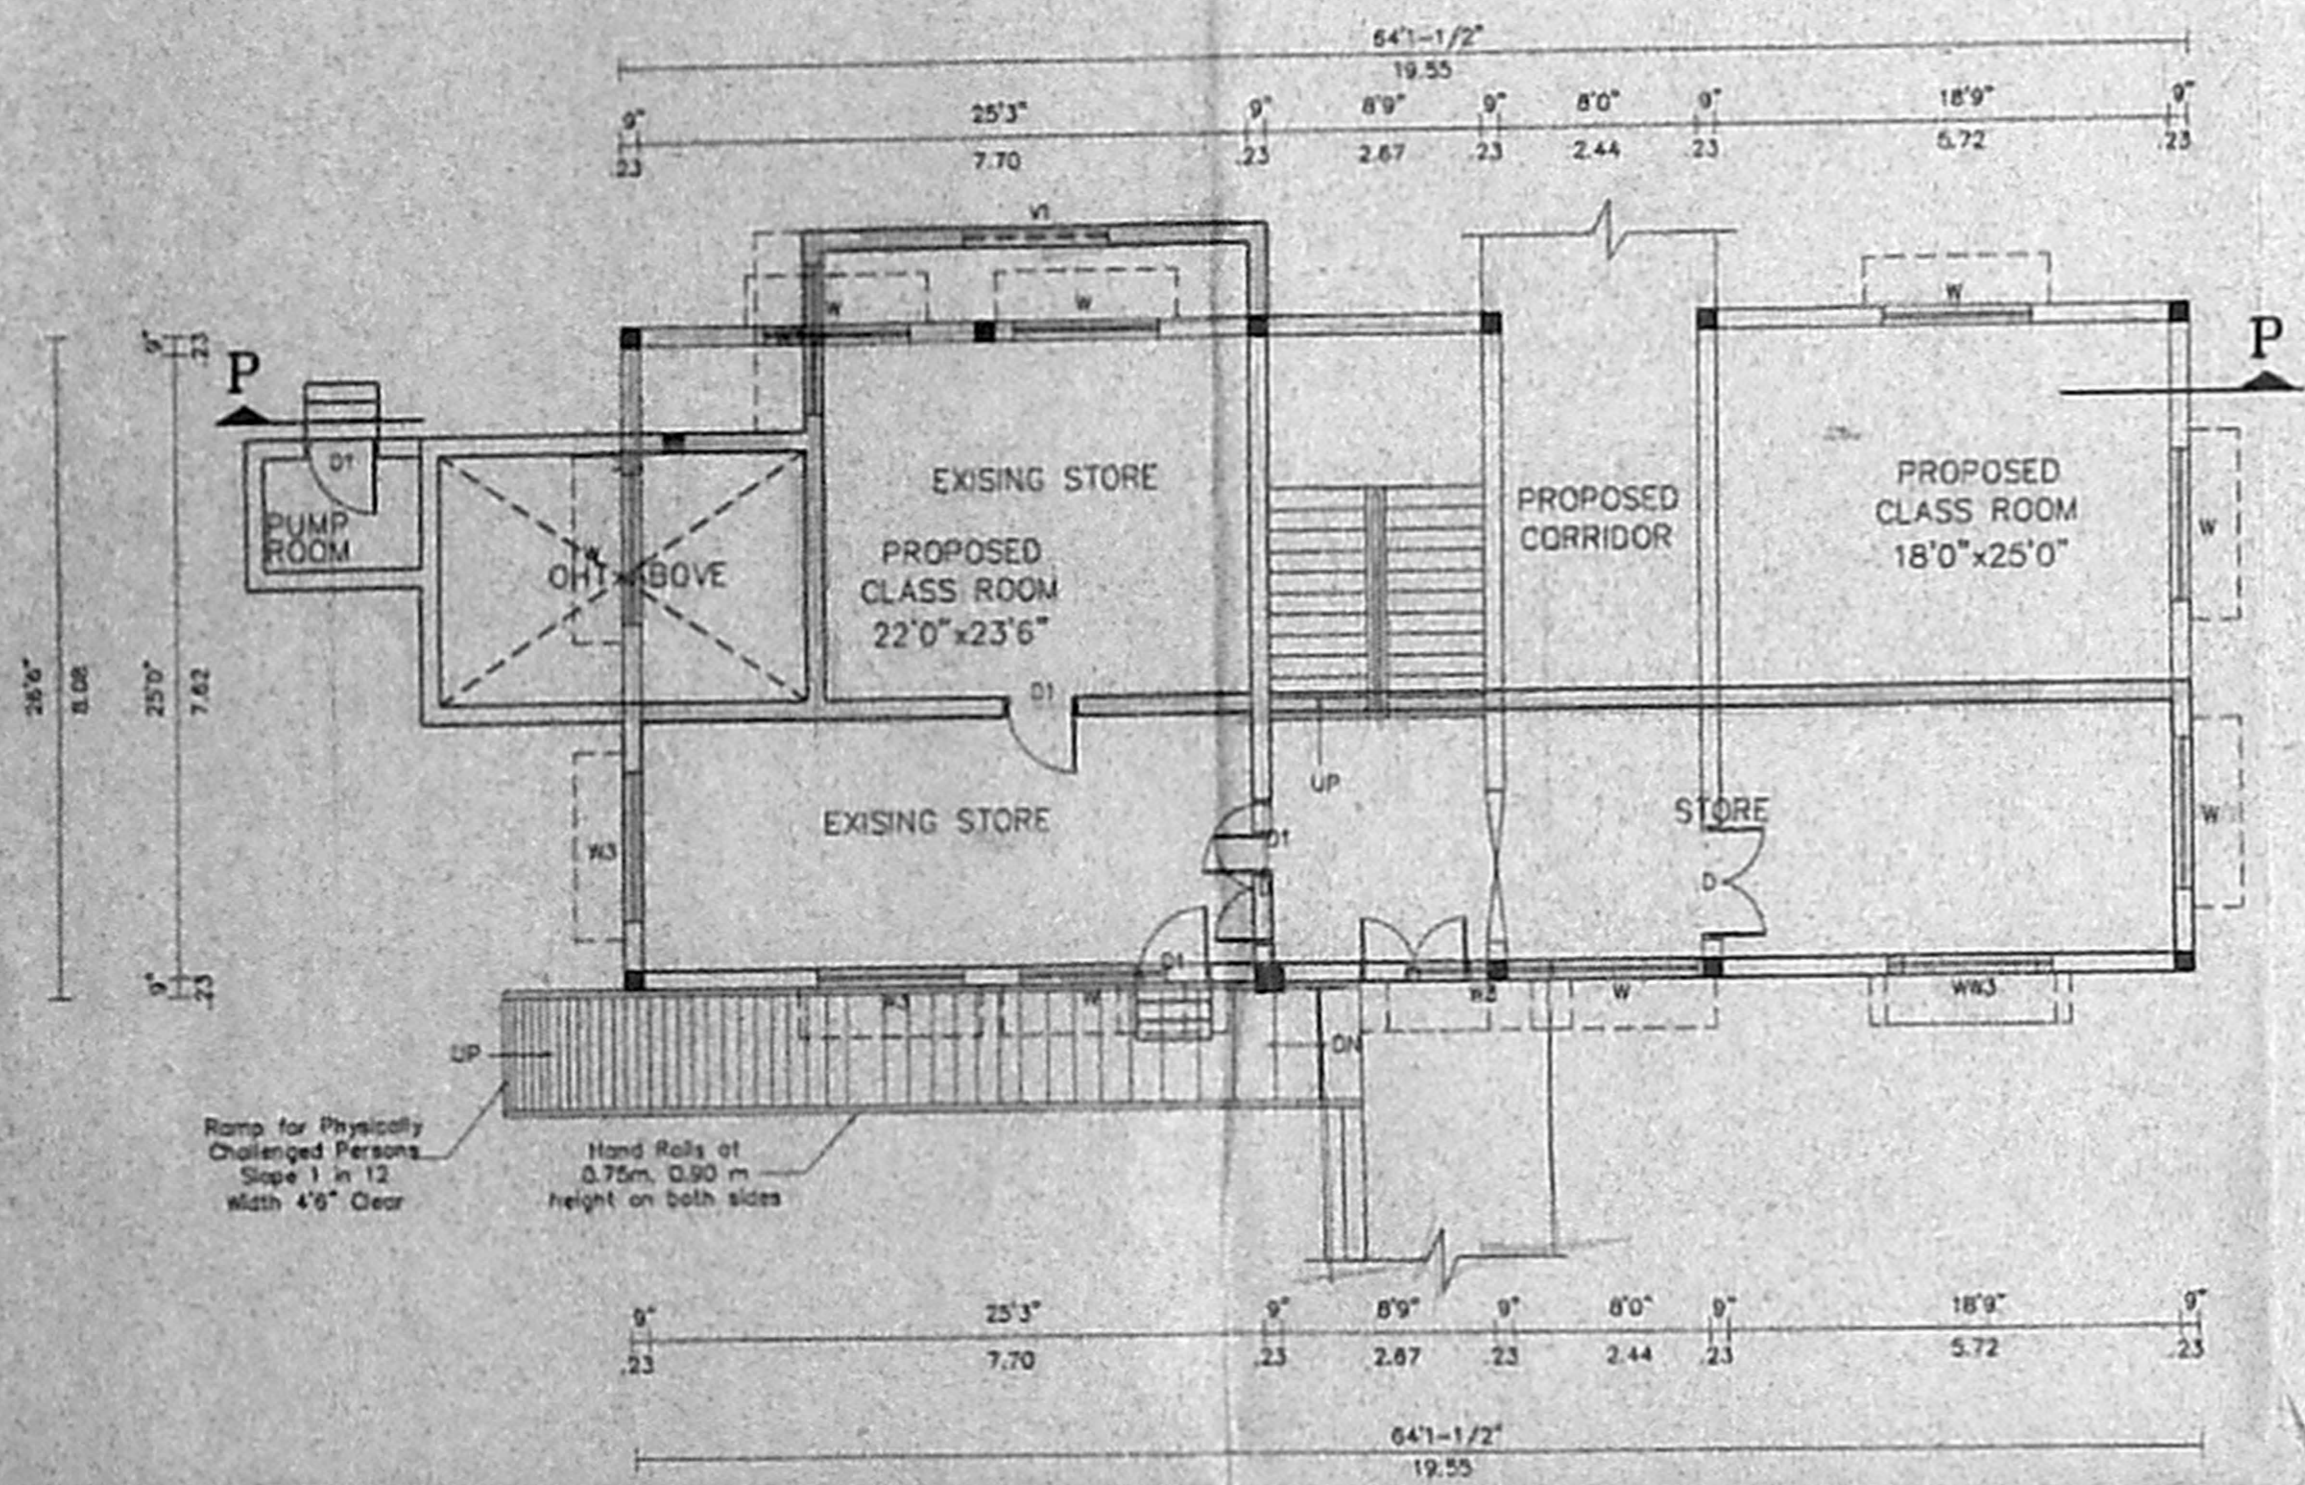 64'1-1/2"
19.55
9" 25'3" 9" 8'9" 9" 8'0" 9" 18'9" 9"
.23 7.70 .23 2.67 .23 2.44 .23 5.72 .23
V1
W W W
P P
9" .23
D1
PUMP
ROOM
OHT ABOVE
W
EXISING STORE
PROPOSED
CLASS ROOM
22'0"x23'6"
PROPOSED
CORRIDOR
PROPOSED
CLASS ROOM
18'0"x25'0"
W
26'6" 8.08 25'0" 7.62
D1
UP
EXISING STORE
STORE
W3 D1 D W
D1
9" .23
W3 W W3 W WW3
UP DN
Ramp for Physically
Challenged Persons
Slope 1 in 12
Width 4'6" Clear
Hand Rails at
0.75m, 0.90 m
height on both sides
9" 25'3" 9" 8'9" 9" 8'0" 9" 18'9" 9"
.23 7.70 .23 2.67 .23 2.44 .23 5.72 .23
64'1-1/2"
19.55